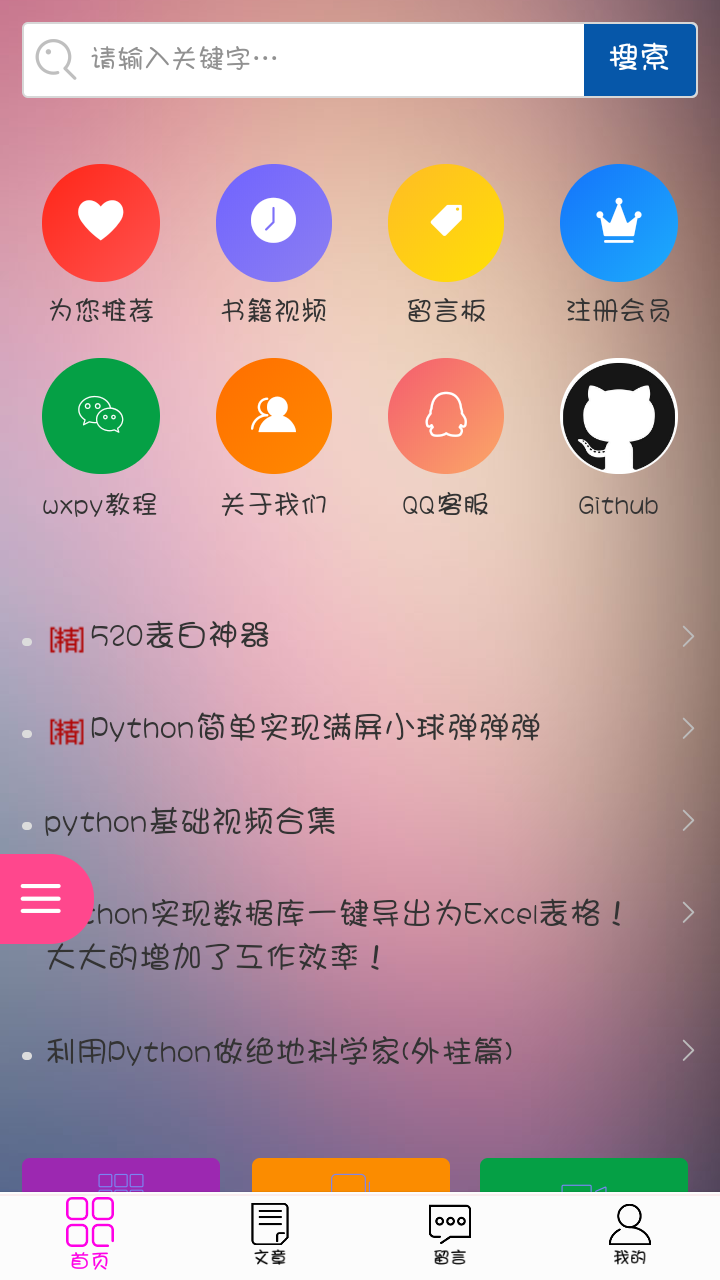 请输入关键字…
搜索
为您推荐
书籍视频
留言板
注册会员
wxpy教程
关于我们
QQ客服
Github
[精] 520表白神器
[精] python简单实现满屏小球弹弹弹
python基础视频合集
thon实现数据库一键导出为Excel表格！
大大的增加了工作效率！
利用python做绝地科学家(外挂篇)
首页
文章
留言
我的